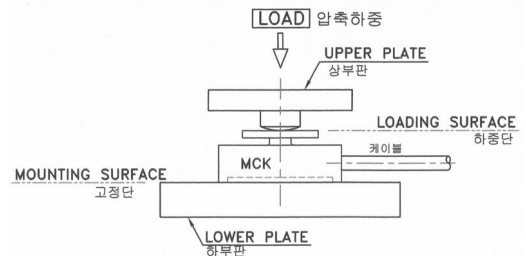 LOAD 압축하중
UPPER PLATE
상부판
LOADING SURFACE
하중단
케이블
MCK
MOUNTING SURFACE
고정단
LOWER PLATE
하부판